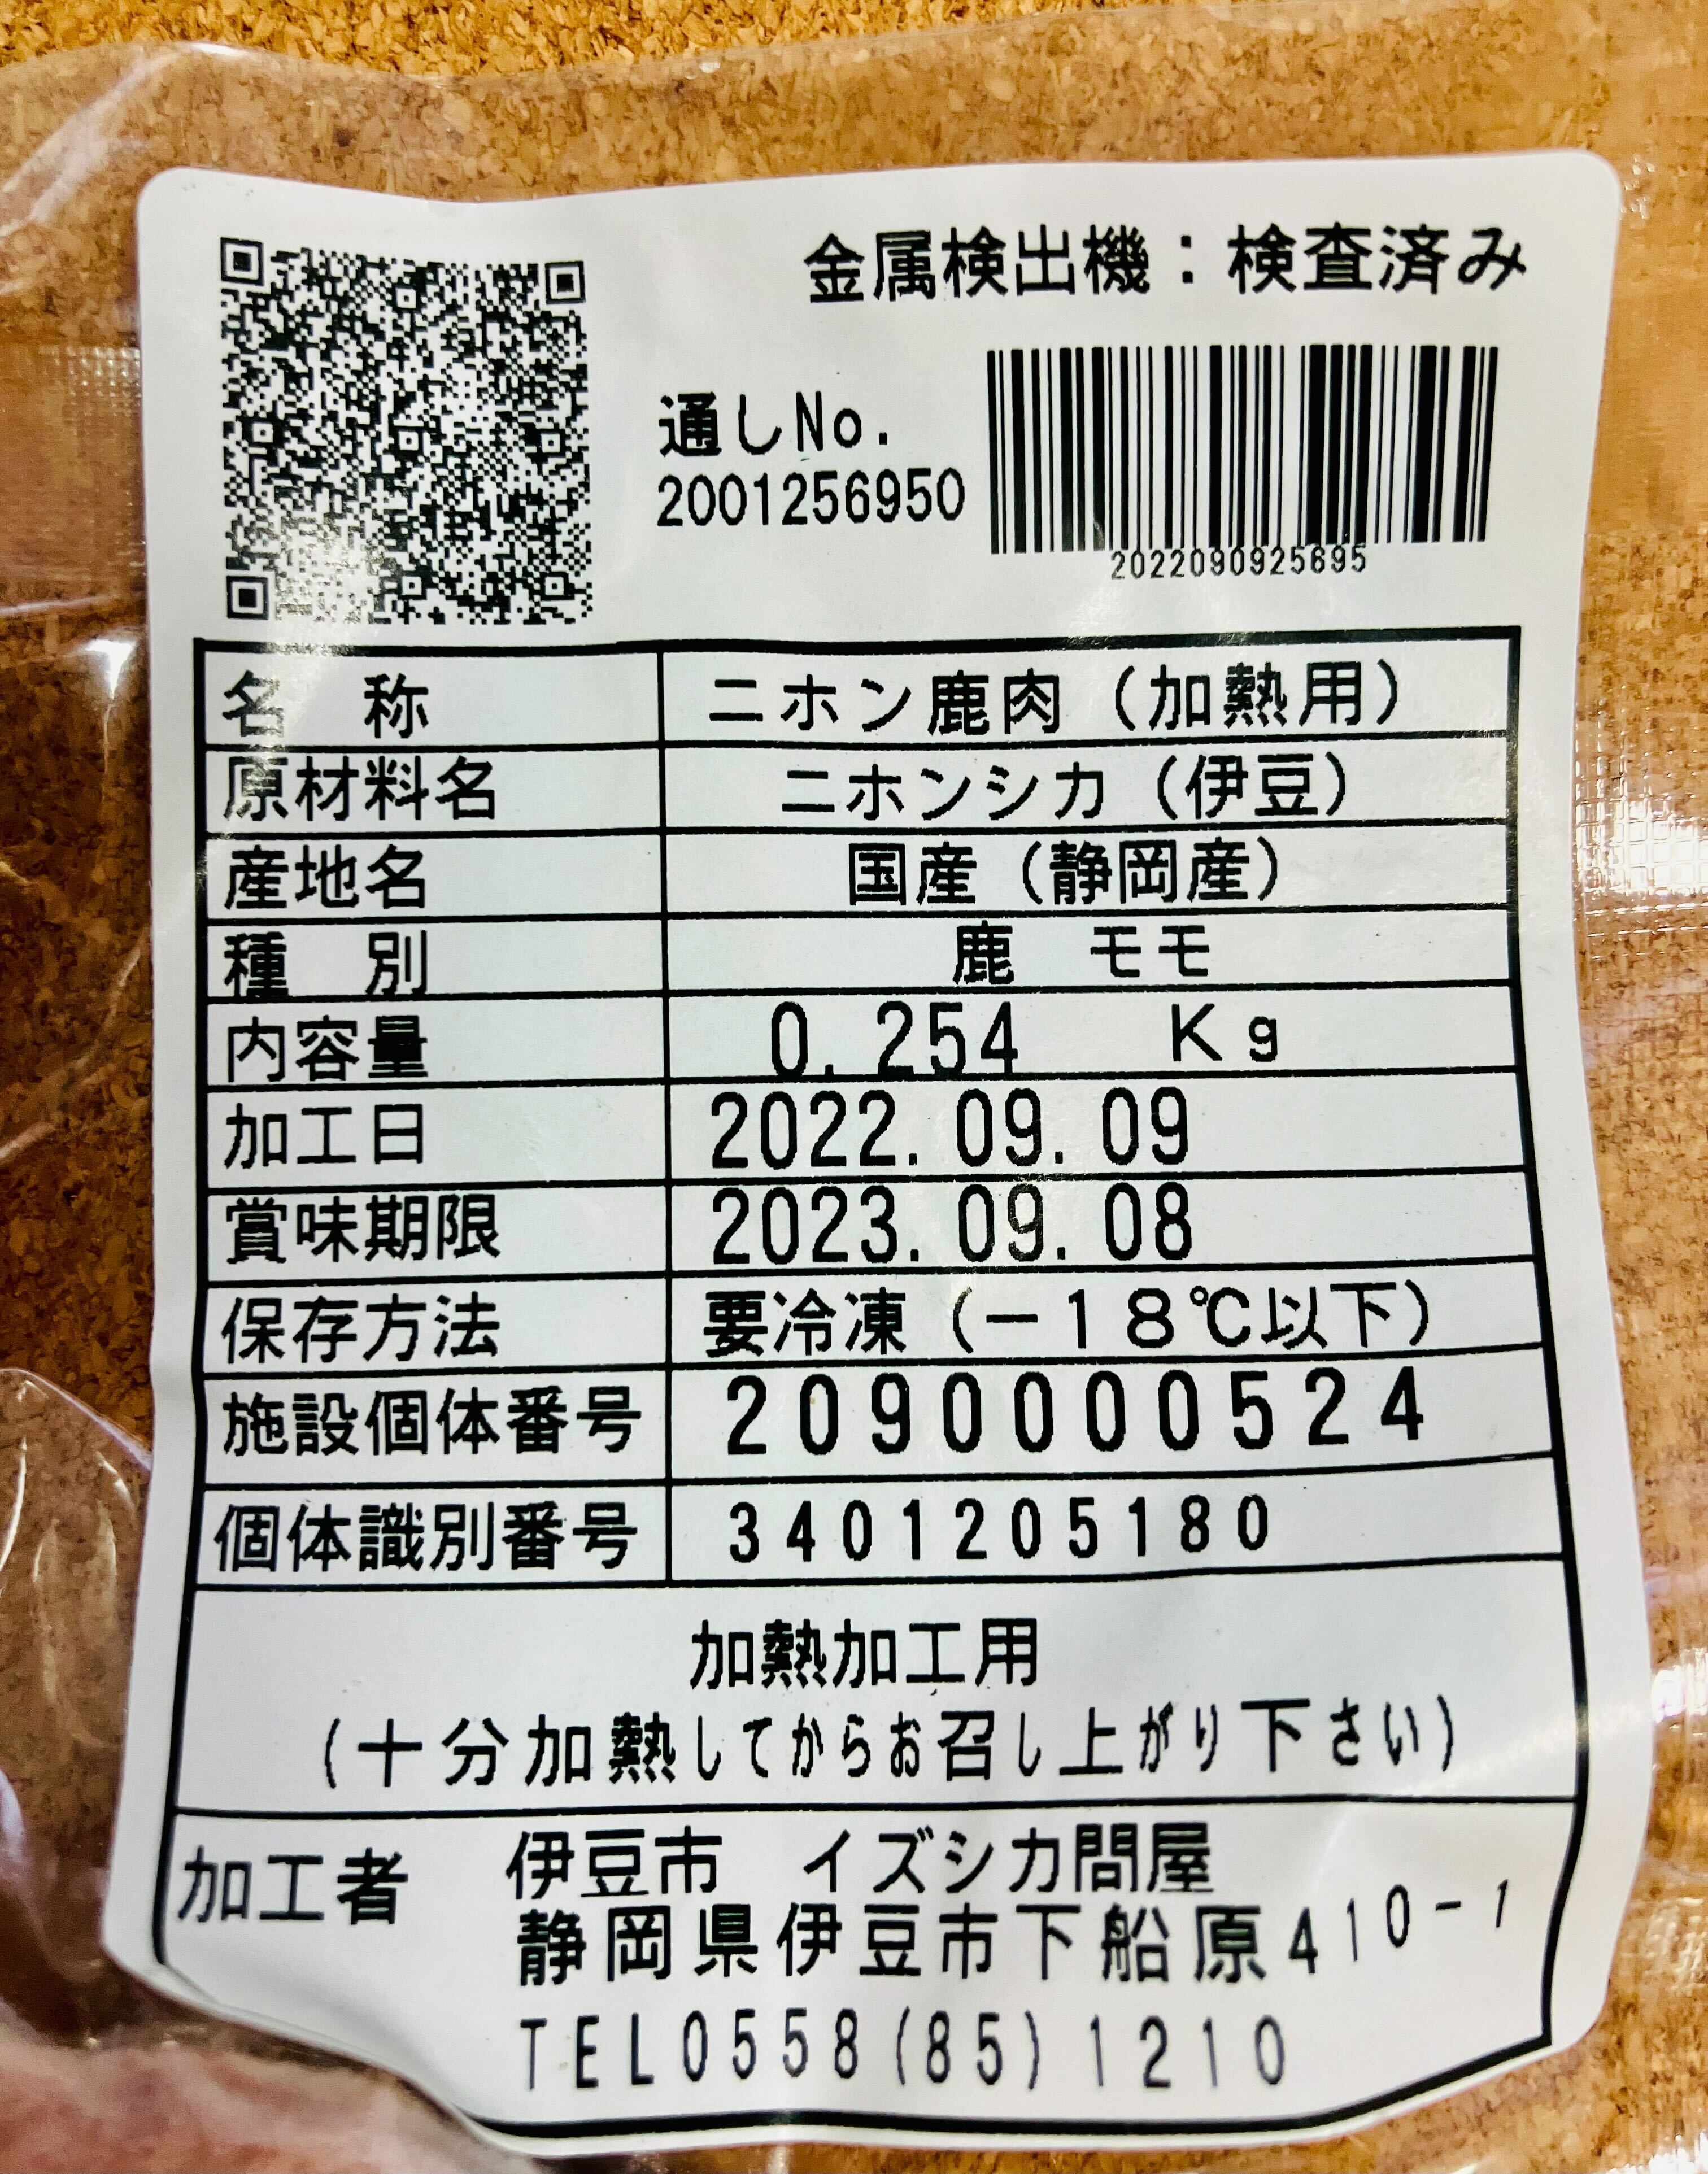 金属検出機：検査済み
通しNo.
2001256950
2022090925695
名　称　ニホン鹿肉（加熱用）
原材料名　ニホンシカ（伊豆）
産地名　国産（静岡産）
種　別　鹿　モモ
内容量　0.254　Kg
加工日　2022.09.09
賞味期限　2023.09.08
保存方法　要冷凍（－18℃以下）
施設個体番号　2090000524
個体識別番号　3401205180
加熱加工用
(十分加熱してからお召し上がり下さい)
加工者　伊豆市　イズシカ問屋
静岡県伊豆市下船原410-1
TEL0558(85)1210